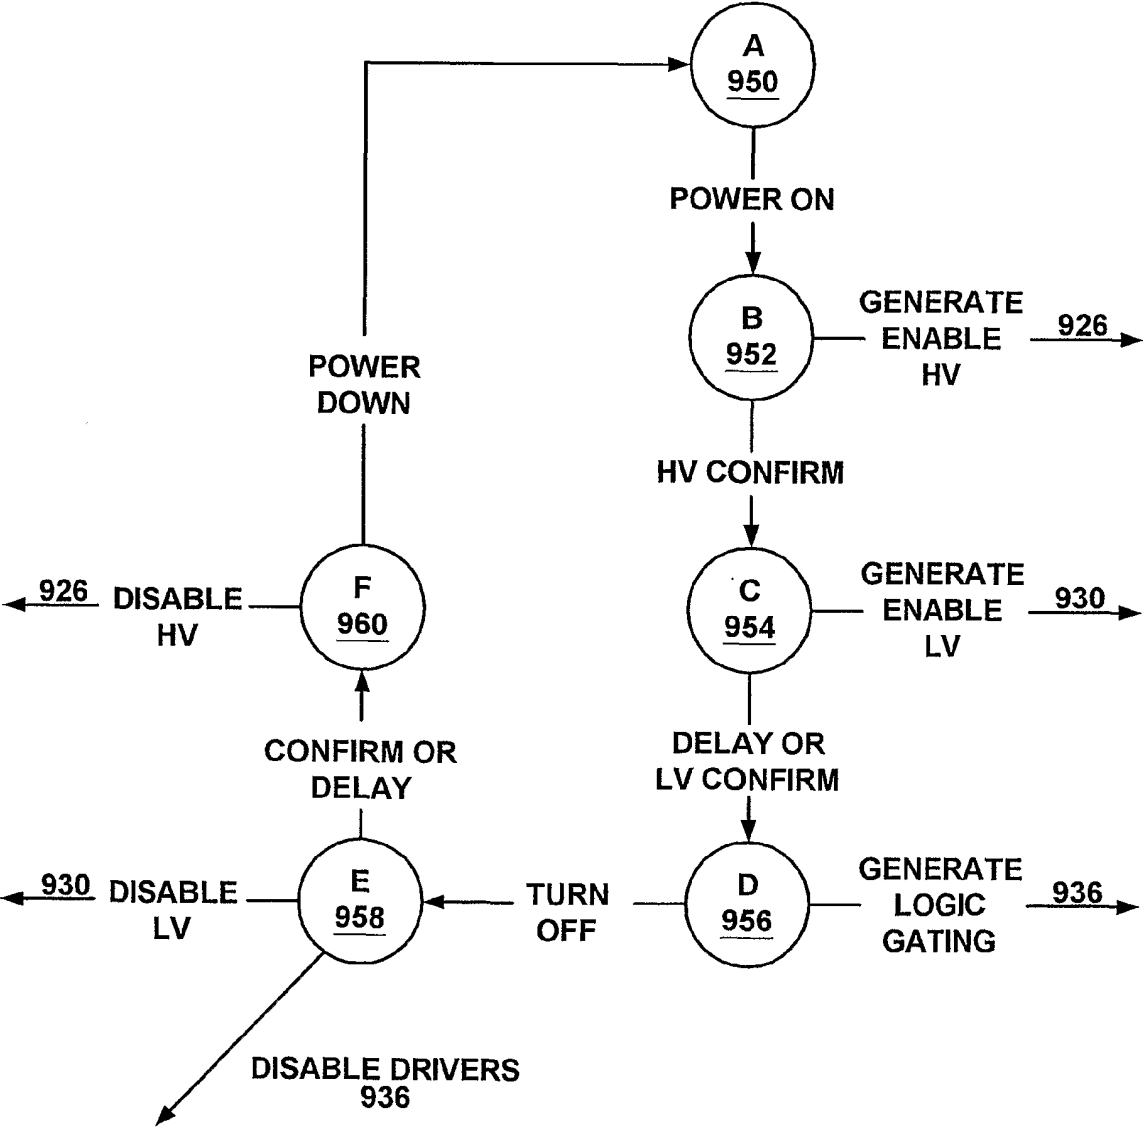 A
950
POWER ON
B
952
GENERATE
ENABLE
HV
926
POWER
DOWN
HV CONFIRM
926
DISABLE
HV
F
960
C
954
GENERATE
ENABLE
LV
930
CONFIRM OR
DELAY
DELAY OR
LV CONFIRM
930
DISABLE
LV
E
958
TURN
OFF
D
956
GENERATE
LOGIC
GATING
936
DISABLE DRIVERS
936